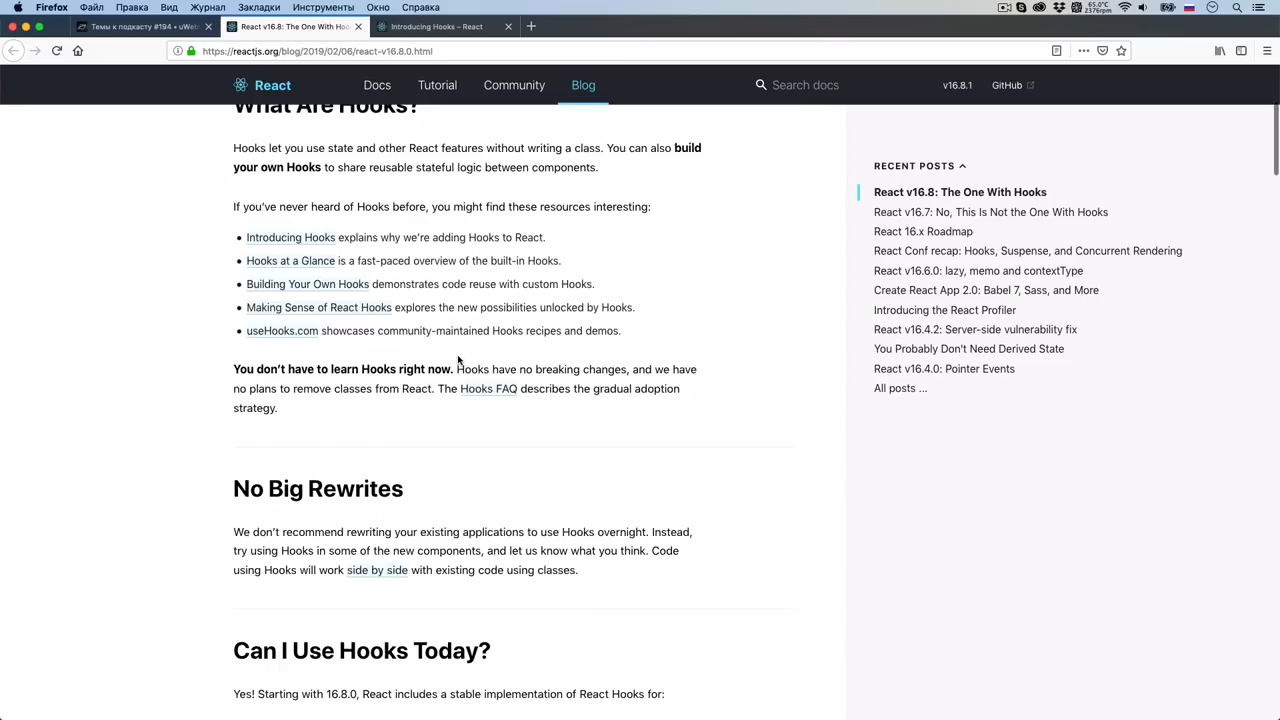 Firefox Файл Правка Вид Журнал Закладки Инструменты Окно Справка
65.0°C
2376rpm
Темы к подкасту #194 • uWeb
React v16.8: The One With Hoo
Introducing Hooks – React
https://reactjs.org/blog/2019/02/06/react-v16.8.0.html
React Docs Tutorial Community Blog Search docs v16.8.1 GitHub
What Are Hooks?
Hooks let you use state and other React features without writing a class. You can also build
your own Hooks to share reusable stateful logic between components.
If you’ve never heard of Hooks before, you might find these resources interesting:
• Introducing Hooks explains why we’re adding Hooks to React.
• Hooks at a Glance is a fast-paced overview of the built-in Hooks.
• Building Your Own Hooks demonstrates code reuse with custom Hooks.
• Making Sense of React Hooks explores the new possibilities unlocked by Hooks.
• useHooks.com showcases community-maintained Hooks recipes and demos.
You don’t have to learn Hooks right now. Hooks have no breaking changes, and we have
no plans to remove classes from React. The Hooks FAQ describes the gradual adoption
strategy.
No Big Rewrites
We don’t recommend rewriting your existing applications to use Hooks overnight. Instead,
try using Hooks in some of the new components, and let us know what you think. Code
using Hooks will work side by side with existing code using classes.
Can I Use Hooks Today?
Yes! Starting with 16.8.0, React includes a stable implementation of React Hooks for:
RECENT POSTS
React v16.8: The One With Hooks
React v16.7: No, This Is Not the One With Hooks
React 16.x Roadmap
React Conf recap: Hooks, Suspense, and Concurrent Rendering
React v16.6.0: lazy, memo and contextType
Create React App 2.0: Babel 7, Sass, and More
Introducing the React Profiler
React v16.4.2: Server-side vulnerability fix
You Probably Don't Need Derived State
React v16.4.0: Pointer Events
All posts ...